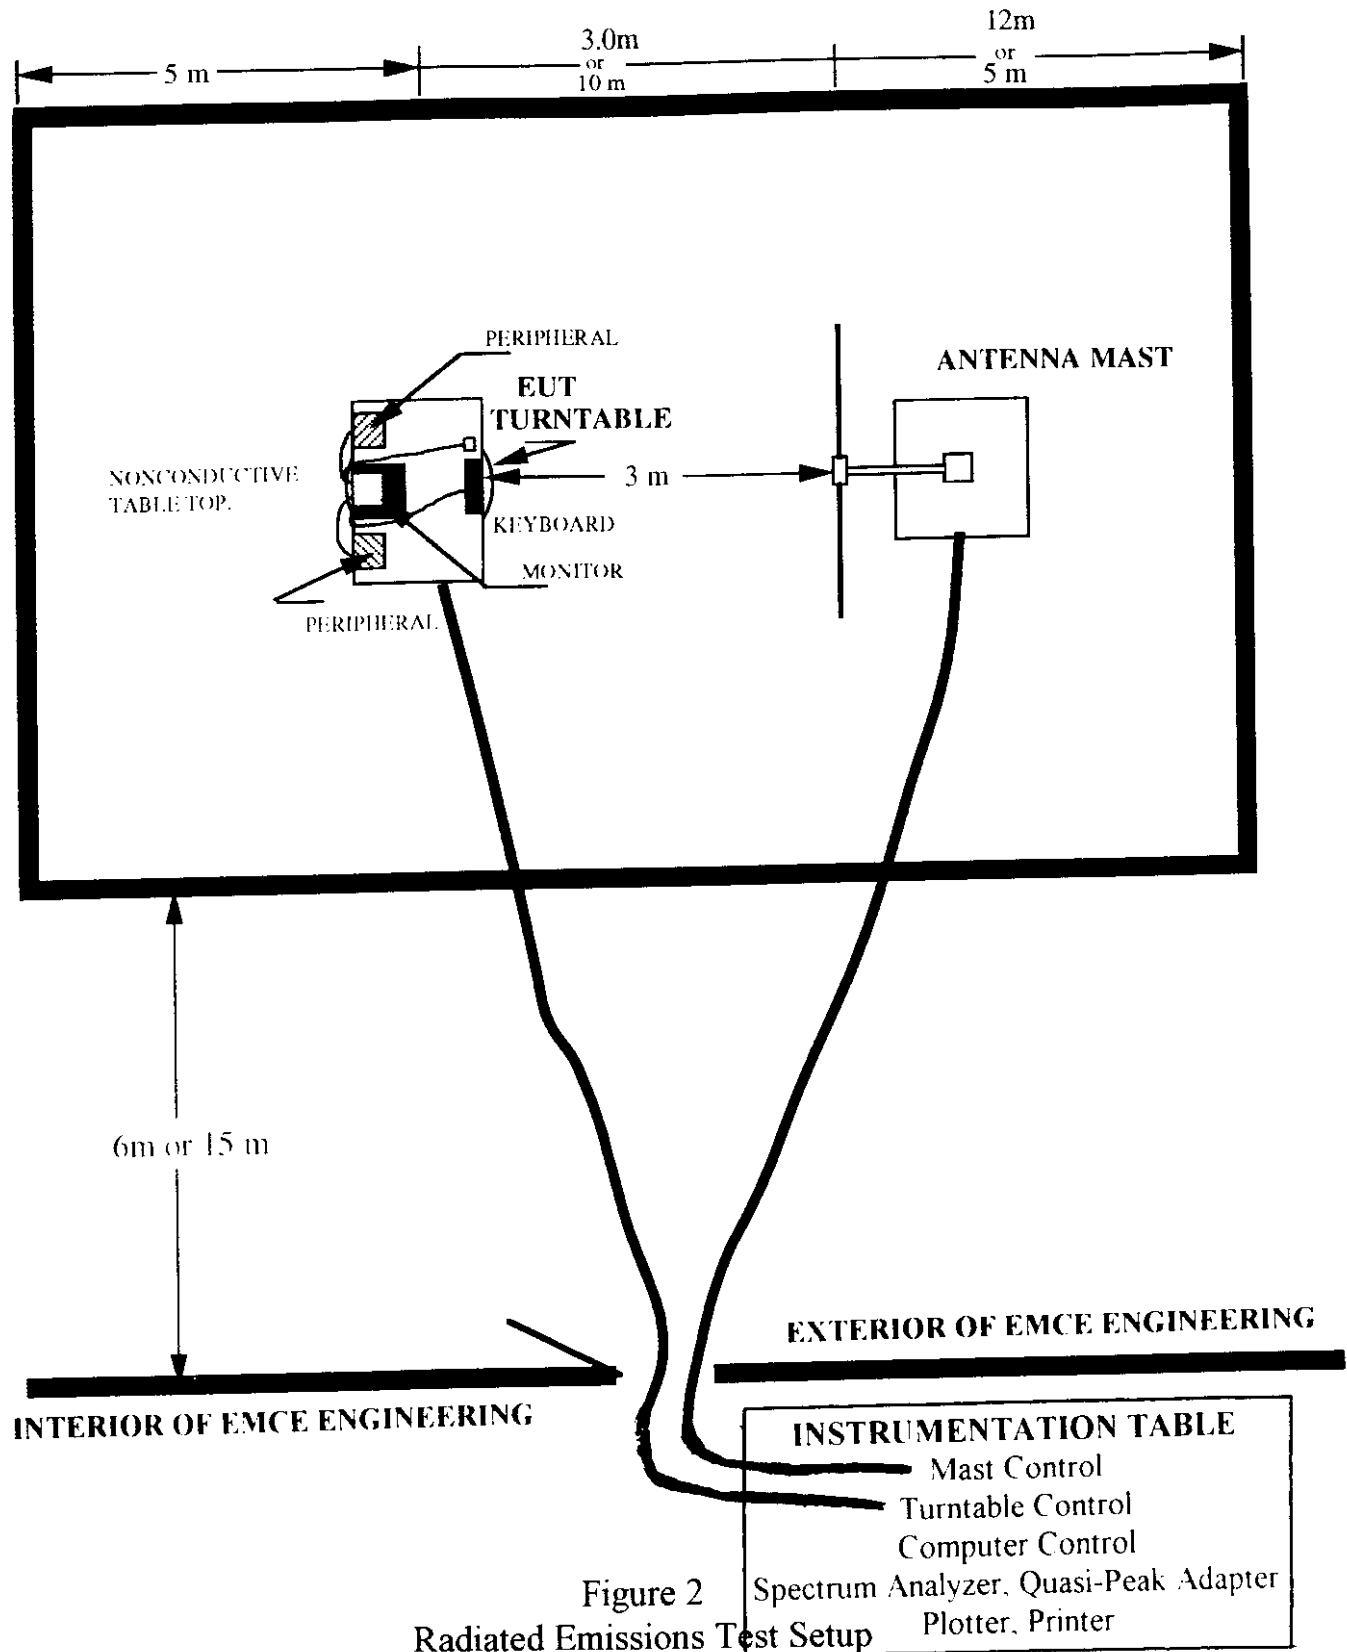 12m
3.0m
or
or
5 m
10 m
5 m
PERIPHERAL
ANTENNA MAST
EUT
TURNTABLE
NONCONDUCTIVE
TABLE TOP.
3 m
KEYBOARD
MONITOR
PERIPHERAL
6m or 15 m
EXTERIOR OF EMCE ENGINEERING
INTERIOR OF EMCE ENGINEERING
INSTRUMENTATION TABLE
Mast Control
Turntable Control
Computer Control
Spectrum Analyzer, Quasi-Peak Adapter
Plotter, Printer
Figure 2
Radiated Emissions Test Setup